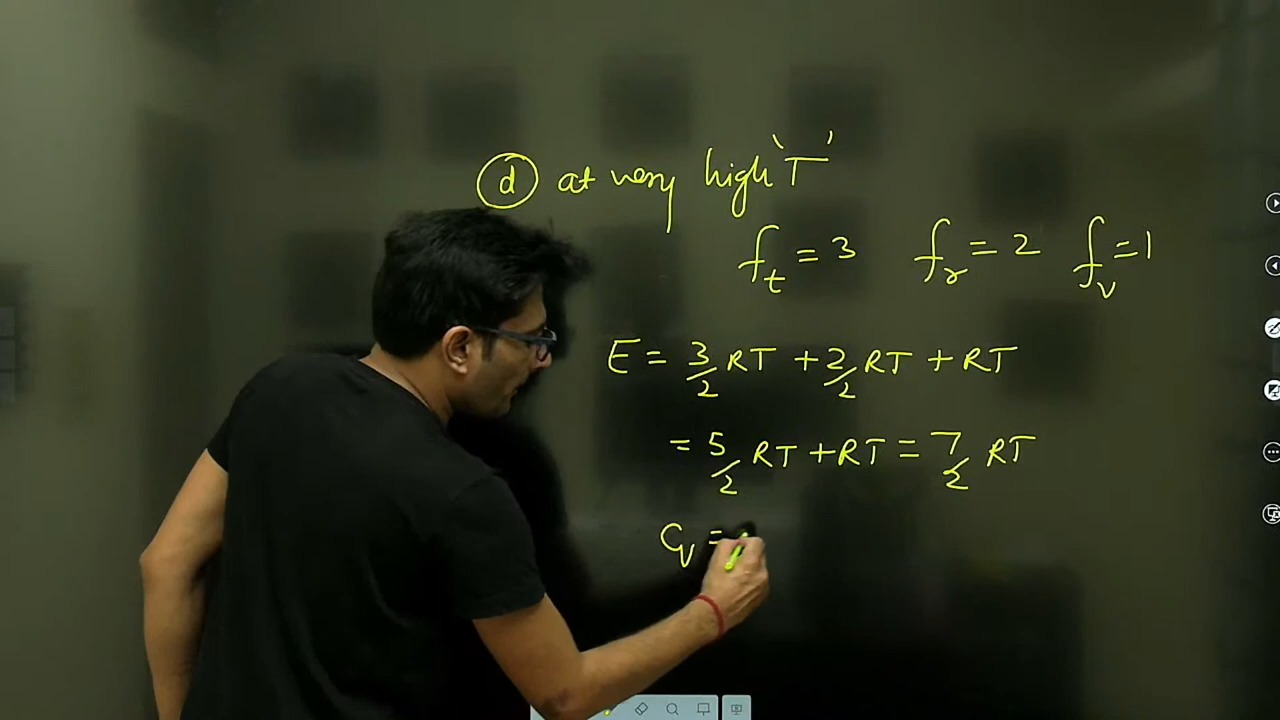 (d) at very high 'T'
f_t = 3 f_r = 2 f_v = 1
E = 3/2 RT + 2/2 RT + RT
= 5/2 RT + RT = 7/2 RT
C_v =